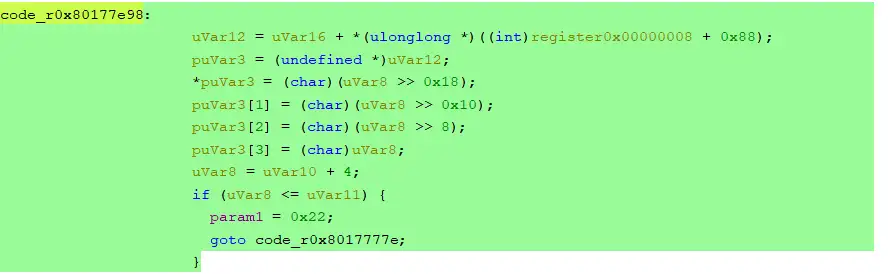 code_r0x80177e98:
uVar12 = uVar16 + *(ulonglong *)((int)register0x00000008 + 0x88);
puVar3 = (undefined *)uVar12;
*puVar3 = (char)(uVar8 >> 0x18);
puVar3[1] = (char)(uVar8 >> 0x10);
puVar3[2] = (char)(uVar8 >> 8);
puVar3[3] = (char)uVar8;
uVar8 = uVar10 + 4;
if (uVar8 <= uVar11) {
param1 = 0x22;
goto code_r0x8017777e;
}